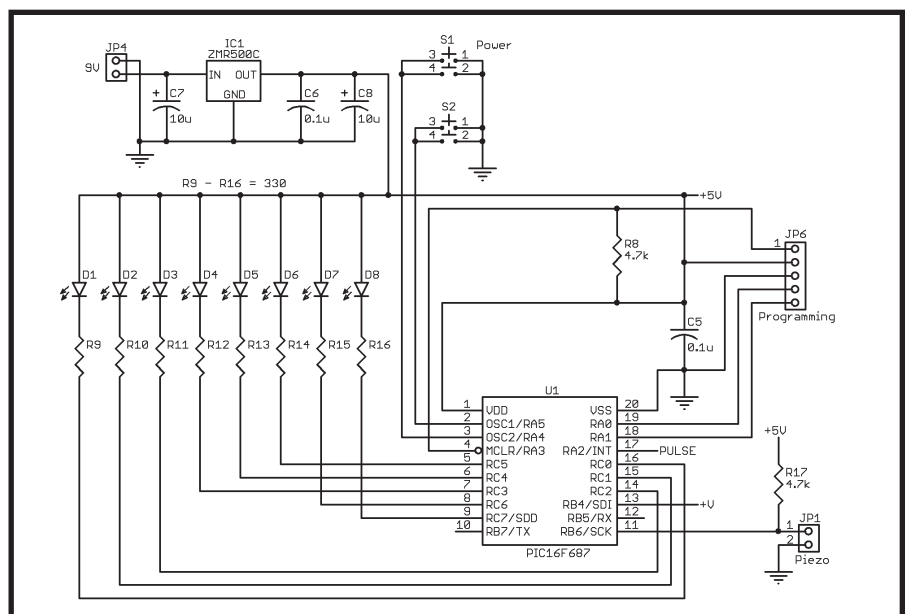 JP4
9V
IC1
ZMR500C
IN OUT
GND
+ C7
10u
C6
0.1u
+ C8
10u
S1
Power
3 1
4 2
S2
3 1
4 2
R9 - R16 = 330
+5V
R8
4.7k
JP6
1
Programming
D1 D2 D3 D4 D5 D6 D7 D8
R9 R10 R11 R12 R13 R14 R15 R16
C5
0.1u
U1
1 VDD VSS 20
2 OSC1/RA5 RA0 19
3 OSC2/RA4 RA1 18
4 MCLR/RA3 RA2/INT 17 PULSE
5 RC5 RC0 16
6 RC4 RC1 15
7 RC3 RC2 14
8 RC6 RB4/SDI 13 +V
9 RC7/SDD RB5/RX 12
10 RB7/TX RB6/SCK 11
PIC16F687
+5V
R17
4.7k
JP1
1
2
Piezo